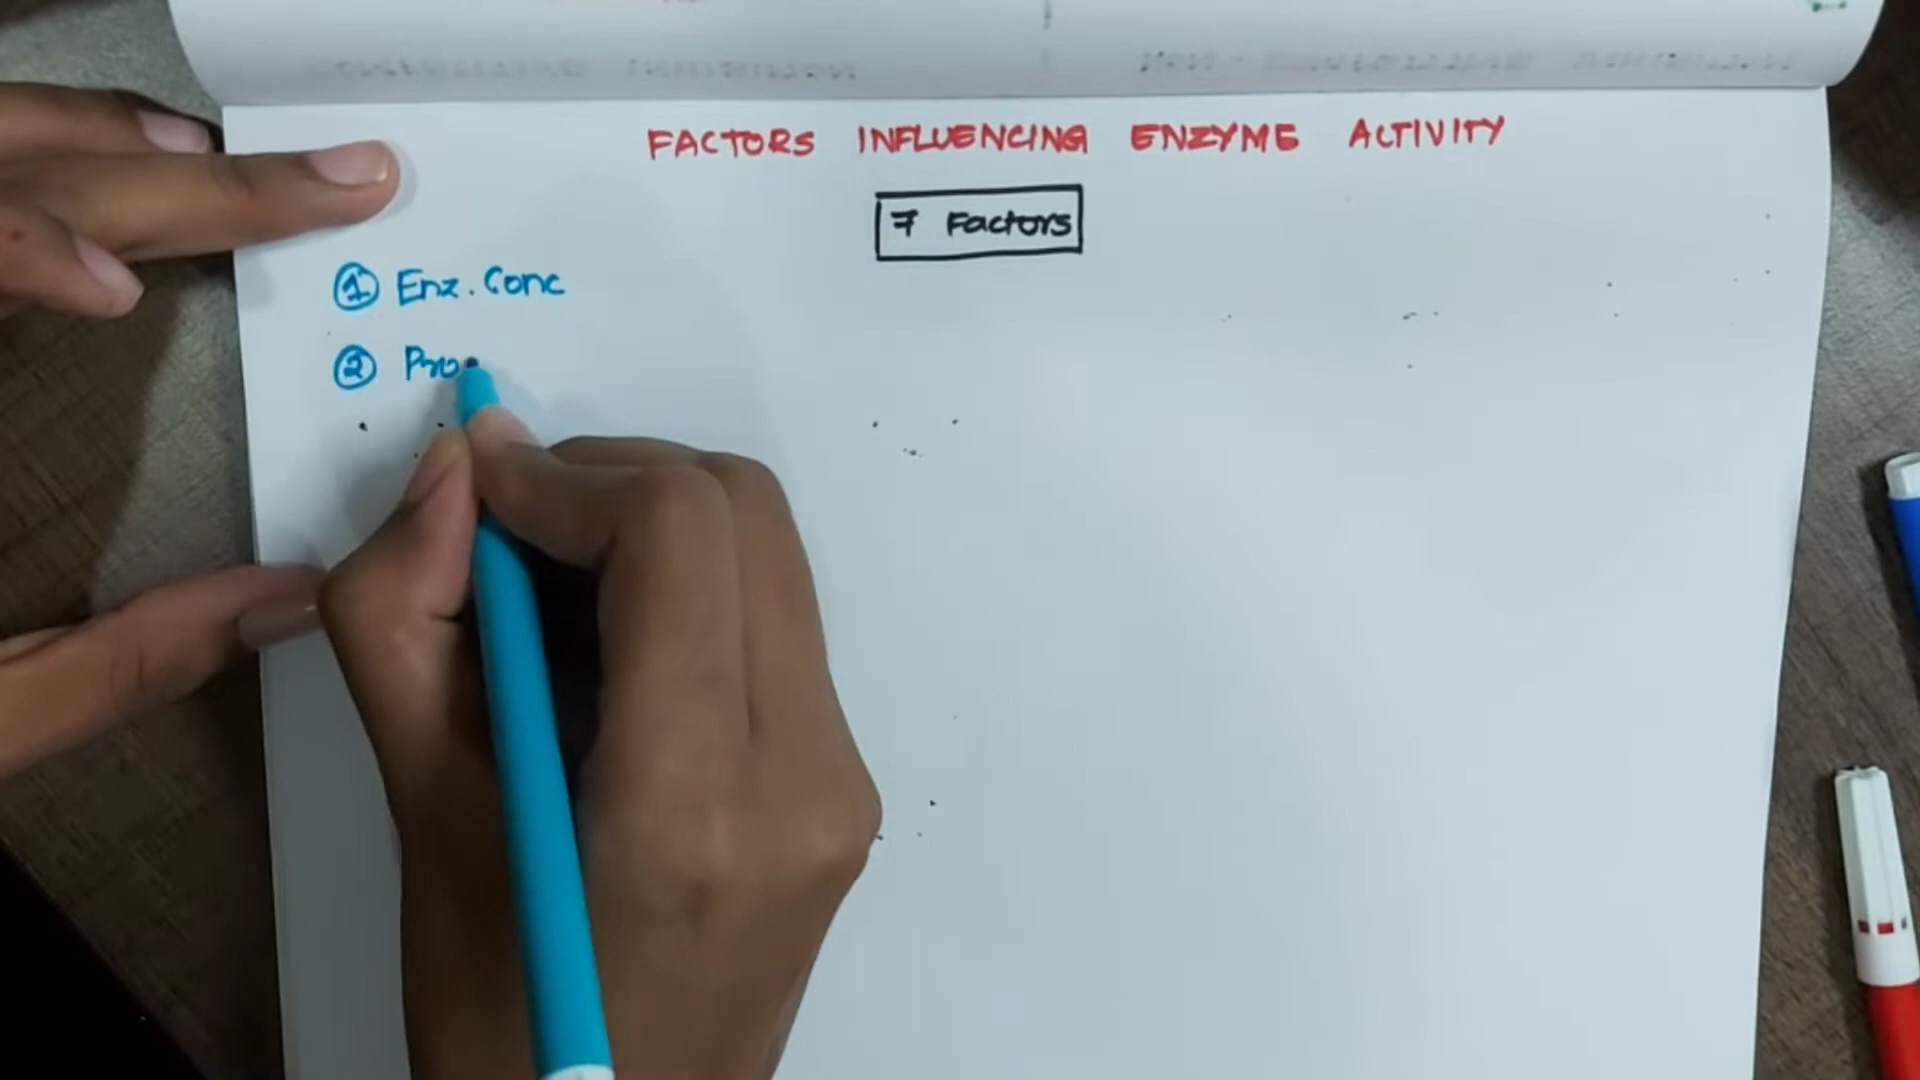 FACTORS INFLUENCING ENZYME ACTIVITY
7 Factors
① Enz. Conc
② Pro